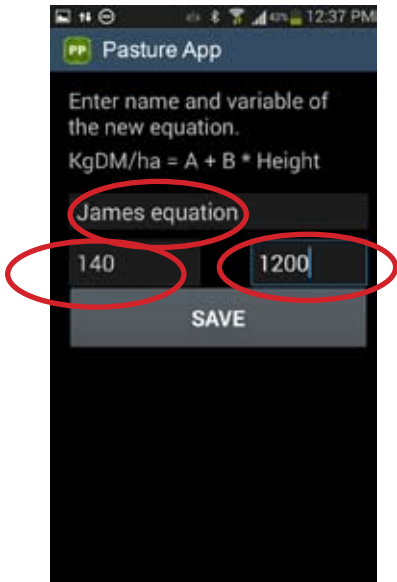 12:37 PM
PP Pasture App
Enter name and variable of
the new equation.
KgDM/ha = A + B * Height
James equation
140 1200
SAVE